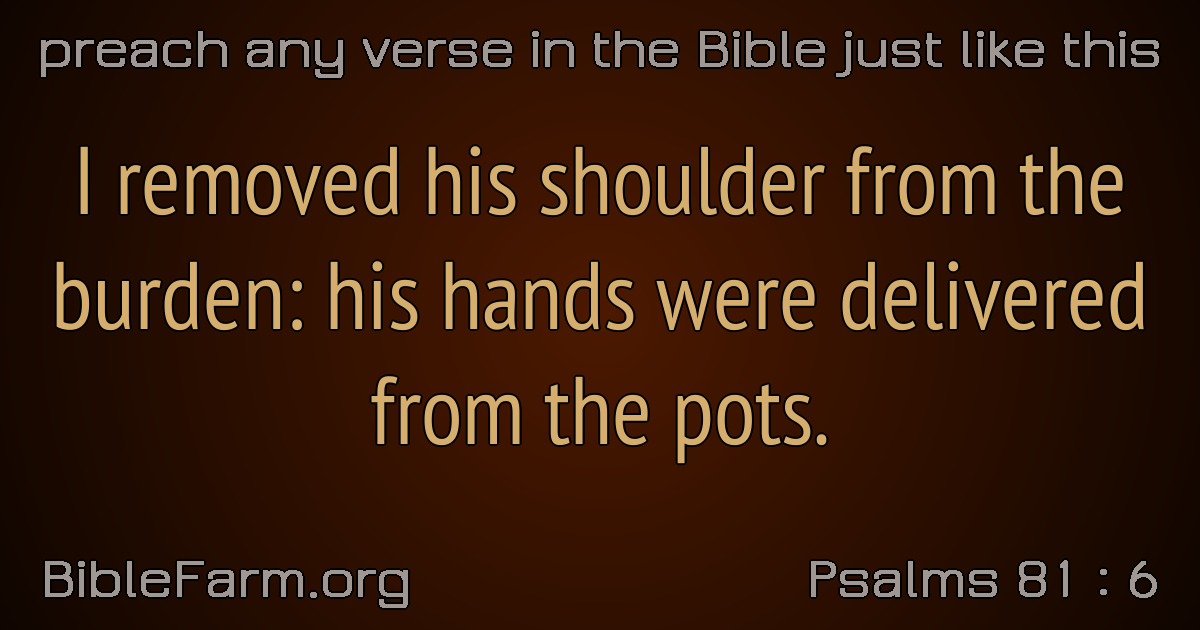 preach any verse in the Bible just like this
I removed his shoulder from the
burden: his hands were delivered
from the pots.
BibleFarm.org
Psalms 81 : 6